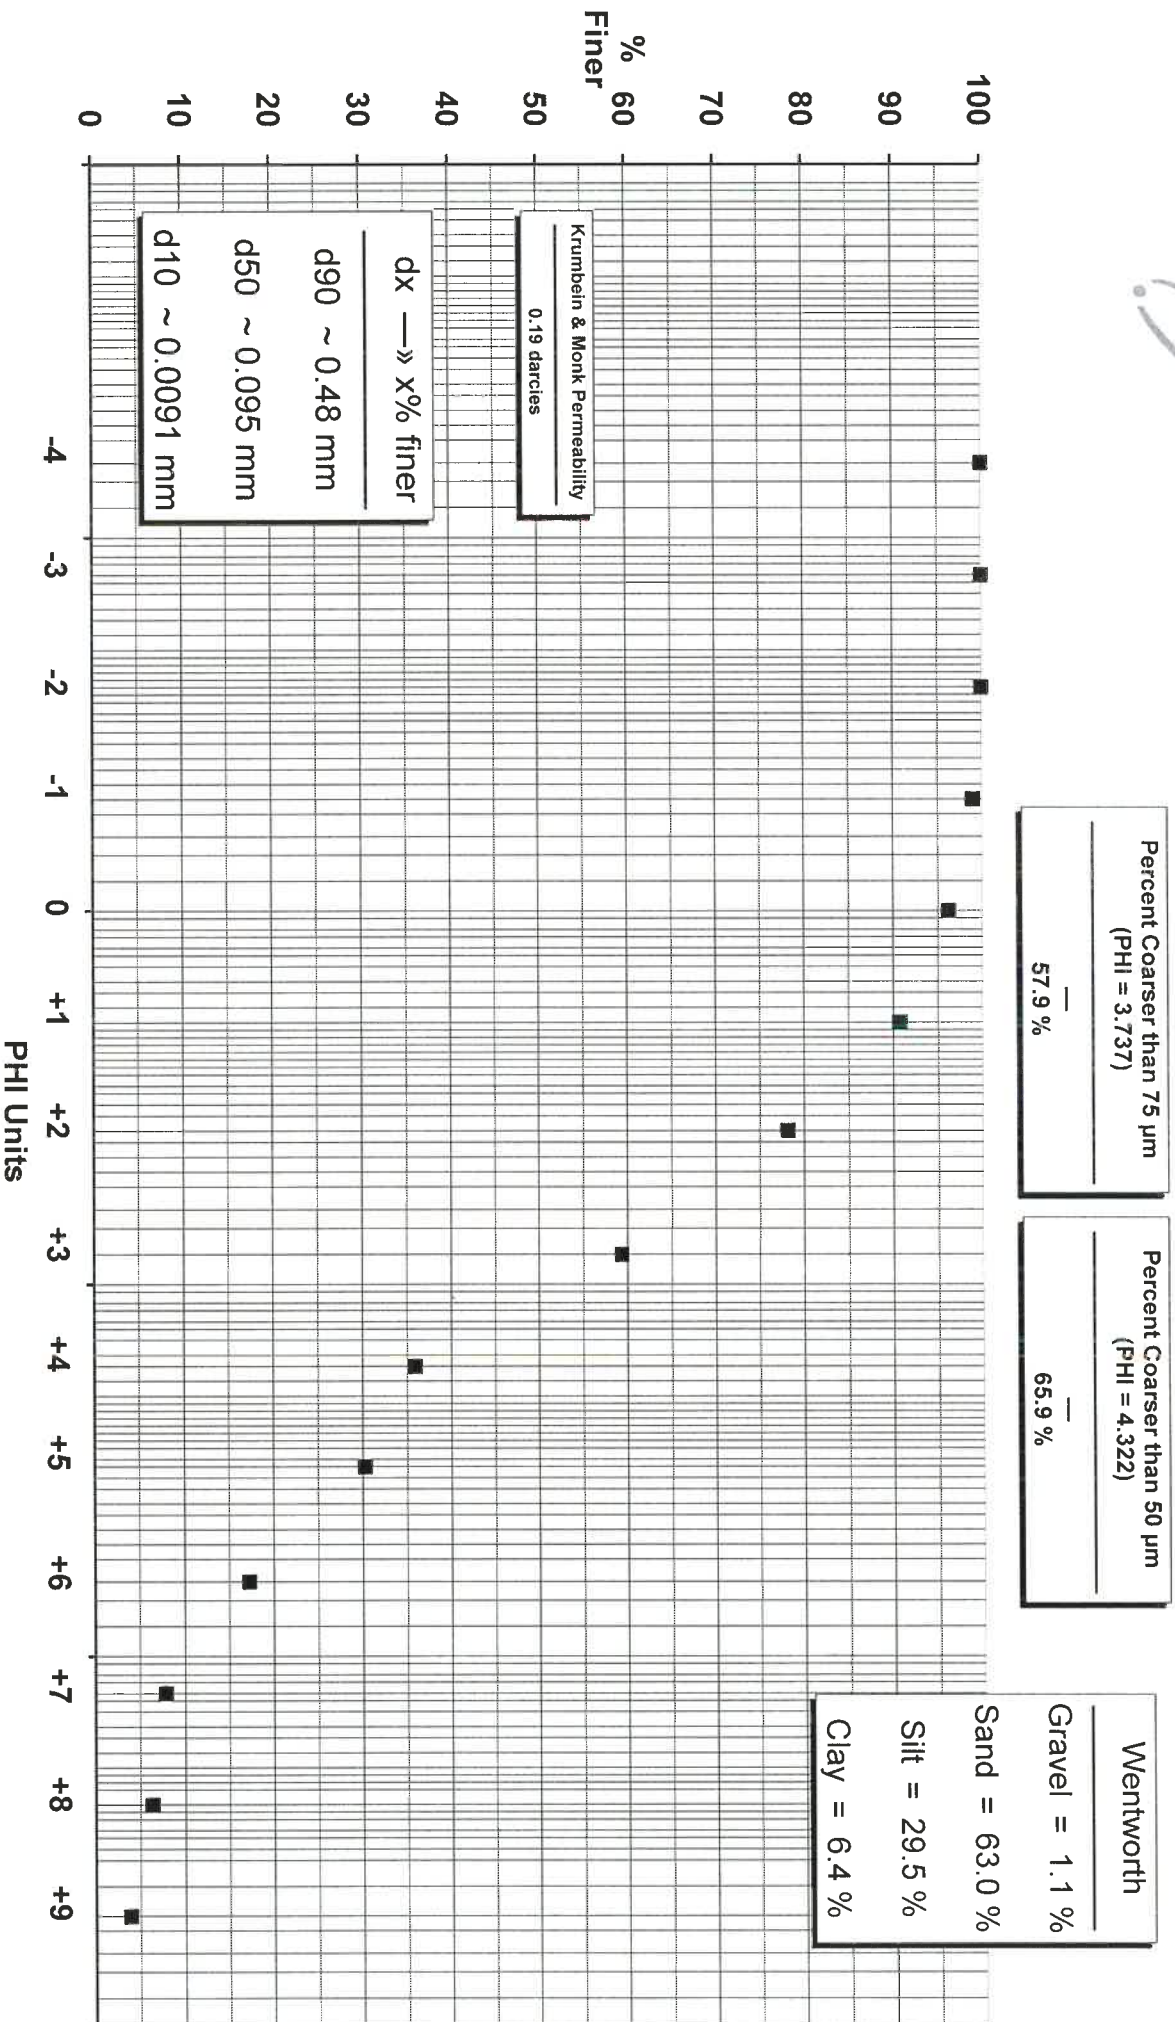 Percent Coarser than 75 µm
(PHI = 3.737)
—
57.9 %
Percent Coarser than 50 µm
(PHI = 4.322)
—
65.9 %
Wentworth
Gravel = 1.1 %
Sand = 63.0 %
Silt = 29.5 %
Clay = 6.4 %
%
Finer
100
90
80
70
60
50
40
30
20
10
0
Krumbein & Monk Permeability
0.19 darcies
dx —» x% finer
d90 ~ 0.48 mm
d50 ~ 0.095 mm
d10 ~ 0.0091 mm
-4 -3 -2 -1 0 +1 +2 +3 +4 +5 +6 +7 +8 +9
PHI Units